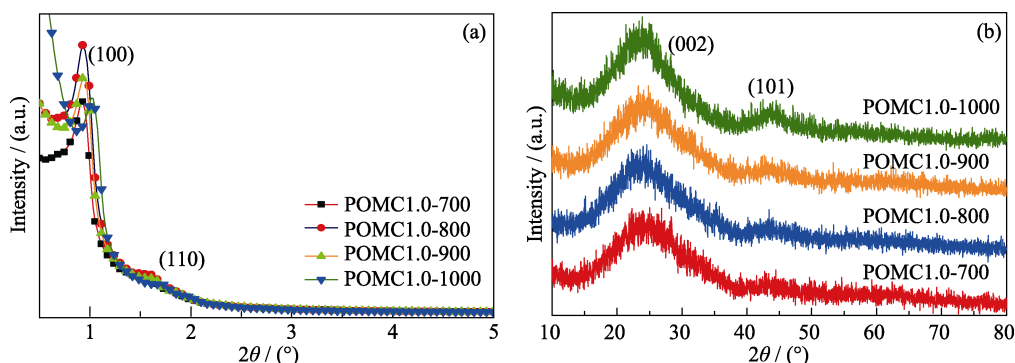 (a)
(100)
(110)
POMC1.0-700
POMC1.0-800
POMC1.0-900
POMC1.0-1000
Intensity / (a.u.)
1
2
3
4
5
2θ / (°)
(b)
(002)
(101)
POMC1.0-1000
POMC1.0-900
POMC1.0-800
POMC1.0-700
Intensity / (a.u.)
10
20
30
40
50
60
70
80
2θ / (°)